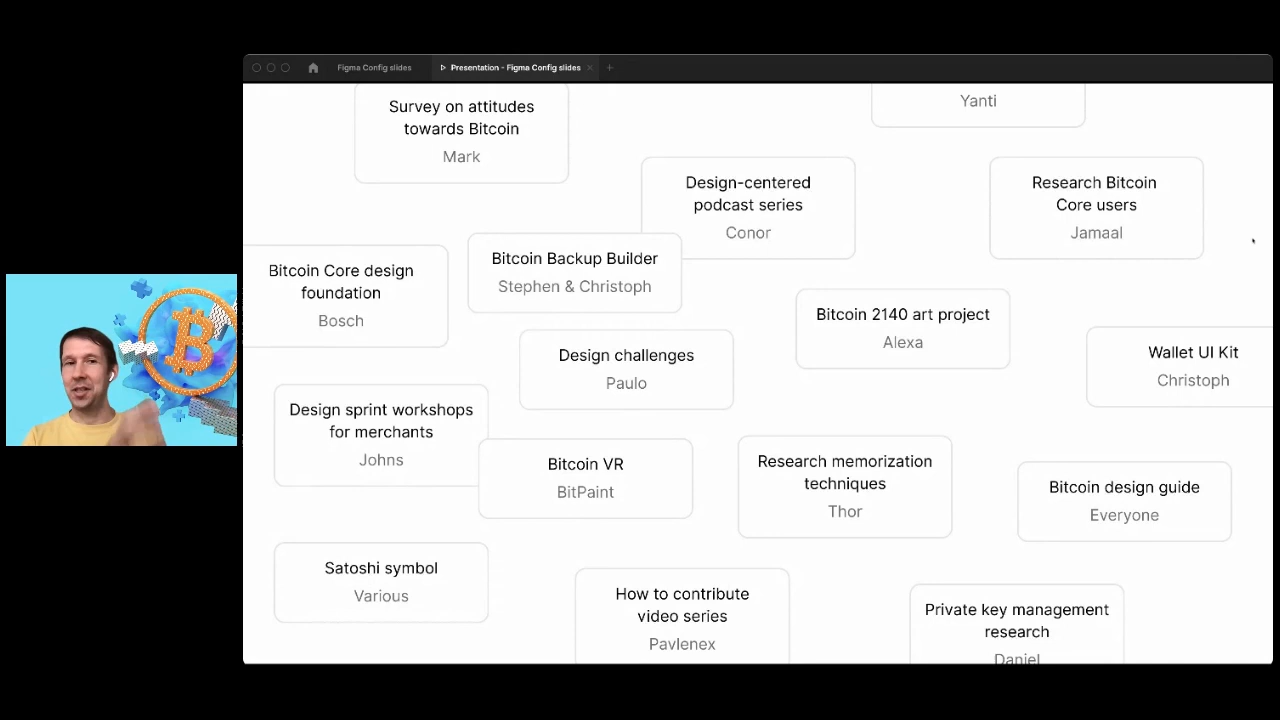 Figma Config slides
Presentation - Figma Config slides
Survey on attitudes
towards Bitcoin
Mark
Yanti
Design-centered
podcast series
Conor
Research Bitcoin
Core users
Jamaal
Bitcoin Core design
foundation
Bosch
Bitcoin Backup Builder
Stephen & Christoph
Bitcoin 2140 art project
Alexa
Design challenges
Paulo
Wallet UI Kit
Christoph
Design sprint workshops
for merchants
Johns
Bitcoin VR
BitPaint
Research memorization
techniques
Thor
Bitcoin design guide
Everyone
Satoshi symbol
Various
How to contribute
video series
Pavlenex
Private key management
research
Daniel